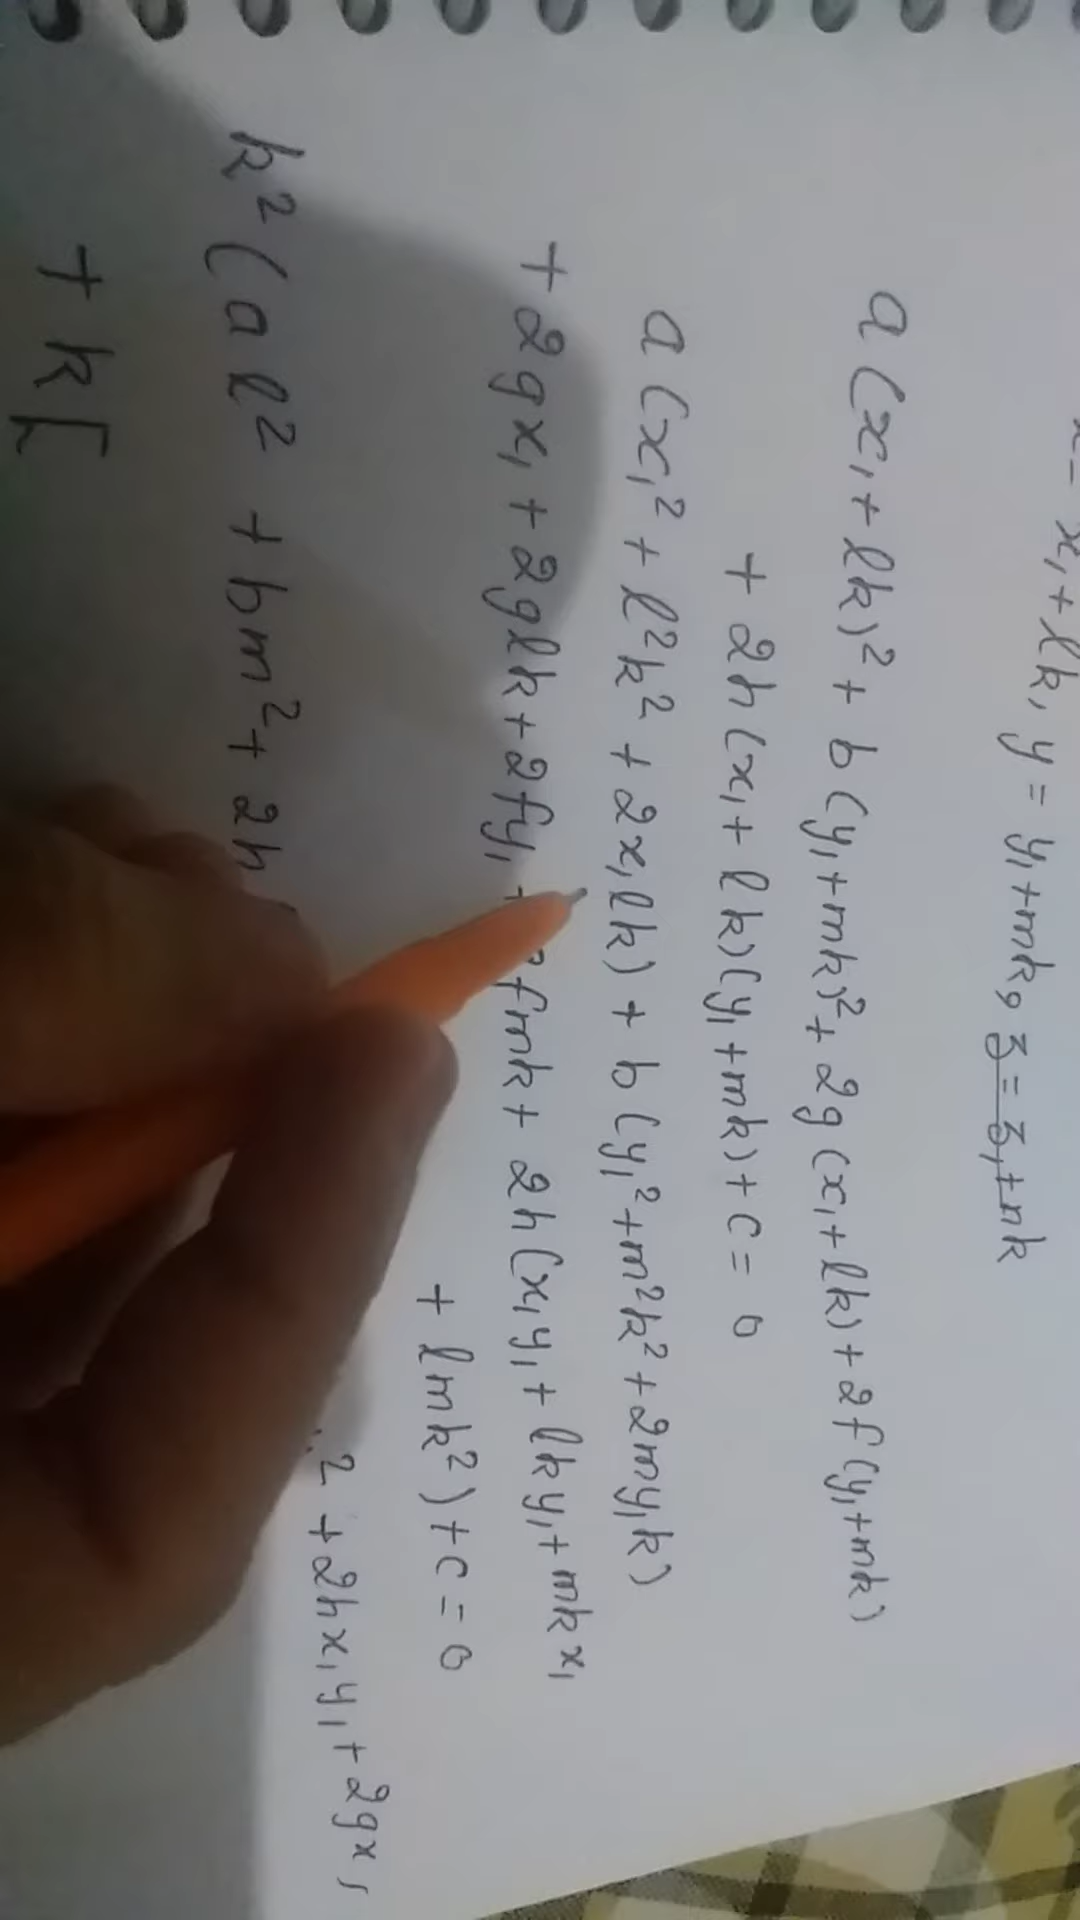 x = x₁ + lk, y = y₁ + mk, z = z₁ + nk
a(x₁ + lk)² + b(y₁ + mk)² + 2g(x₁ + lk) + 2f(y₁ + mk)
+ 2h(x₁ + lk)(y₁ + mk) + c = 0
a(x₁² + l²k² + 2x₁lk) + b(y₁² + m²k² + 2my₁k)
+ 2gx₁ + 2glk + 2fy₁ + 2fmk + 2h(x₁y₁ + lky₁ + mkx₁
+ lmk²) + c = 0
k²(al² + bm² + 2h ² + 2hx₁y₁ + 2gx₁
+ k[